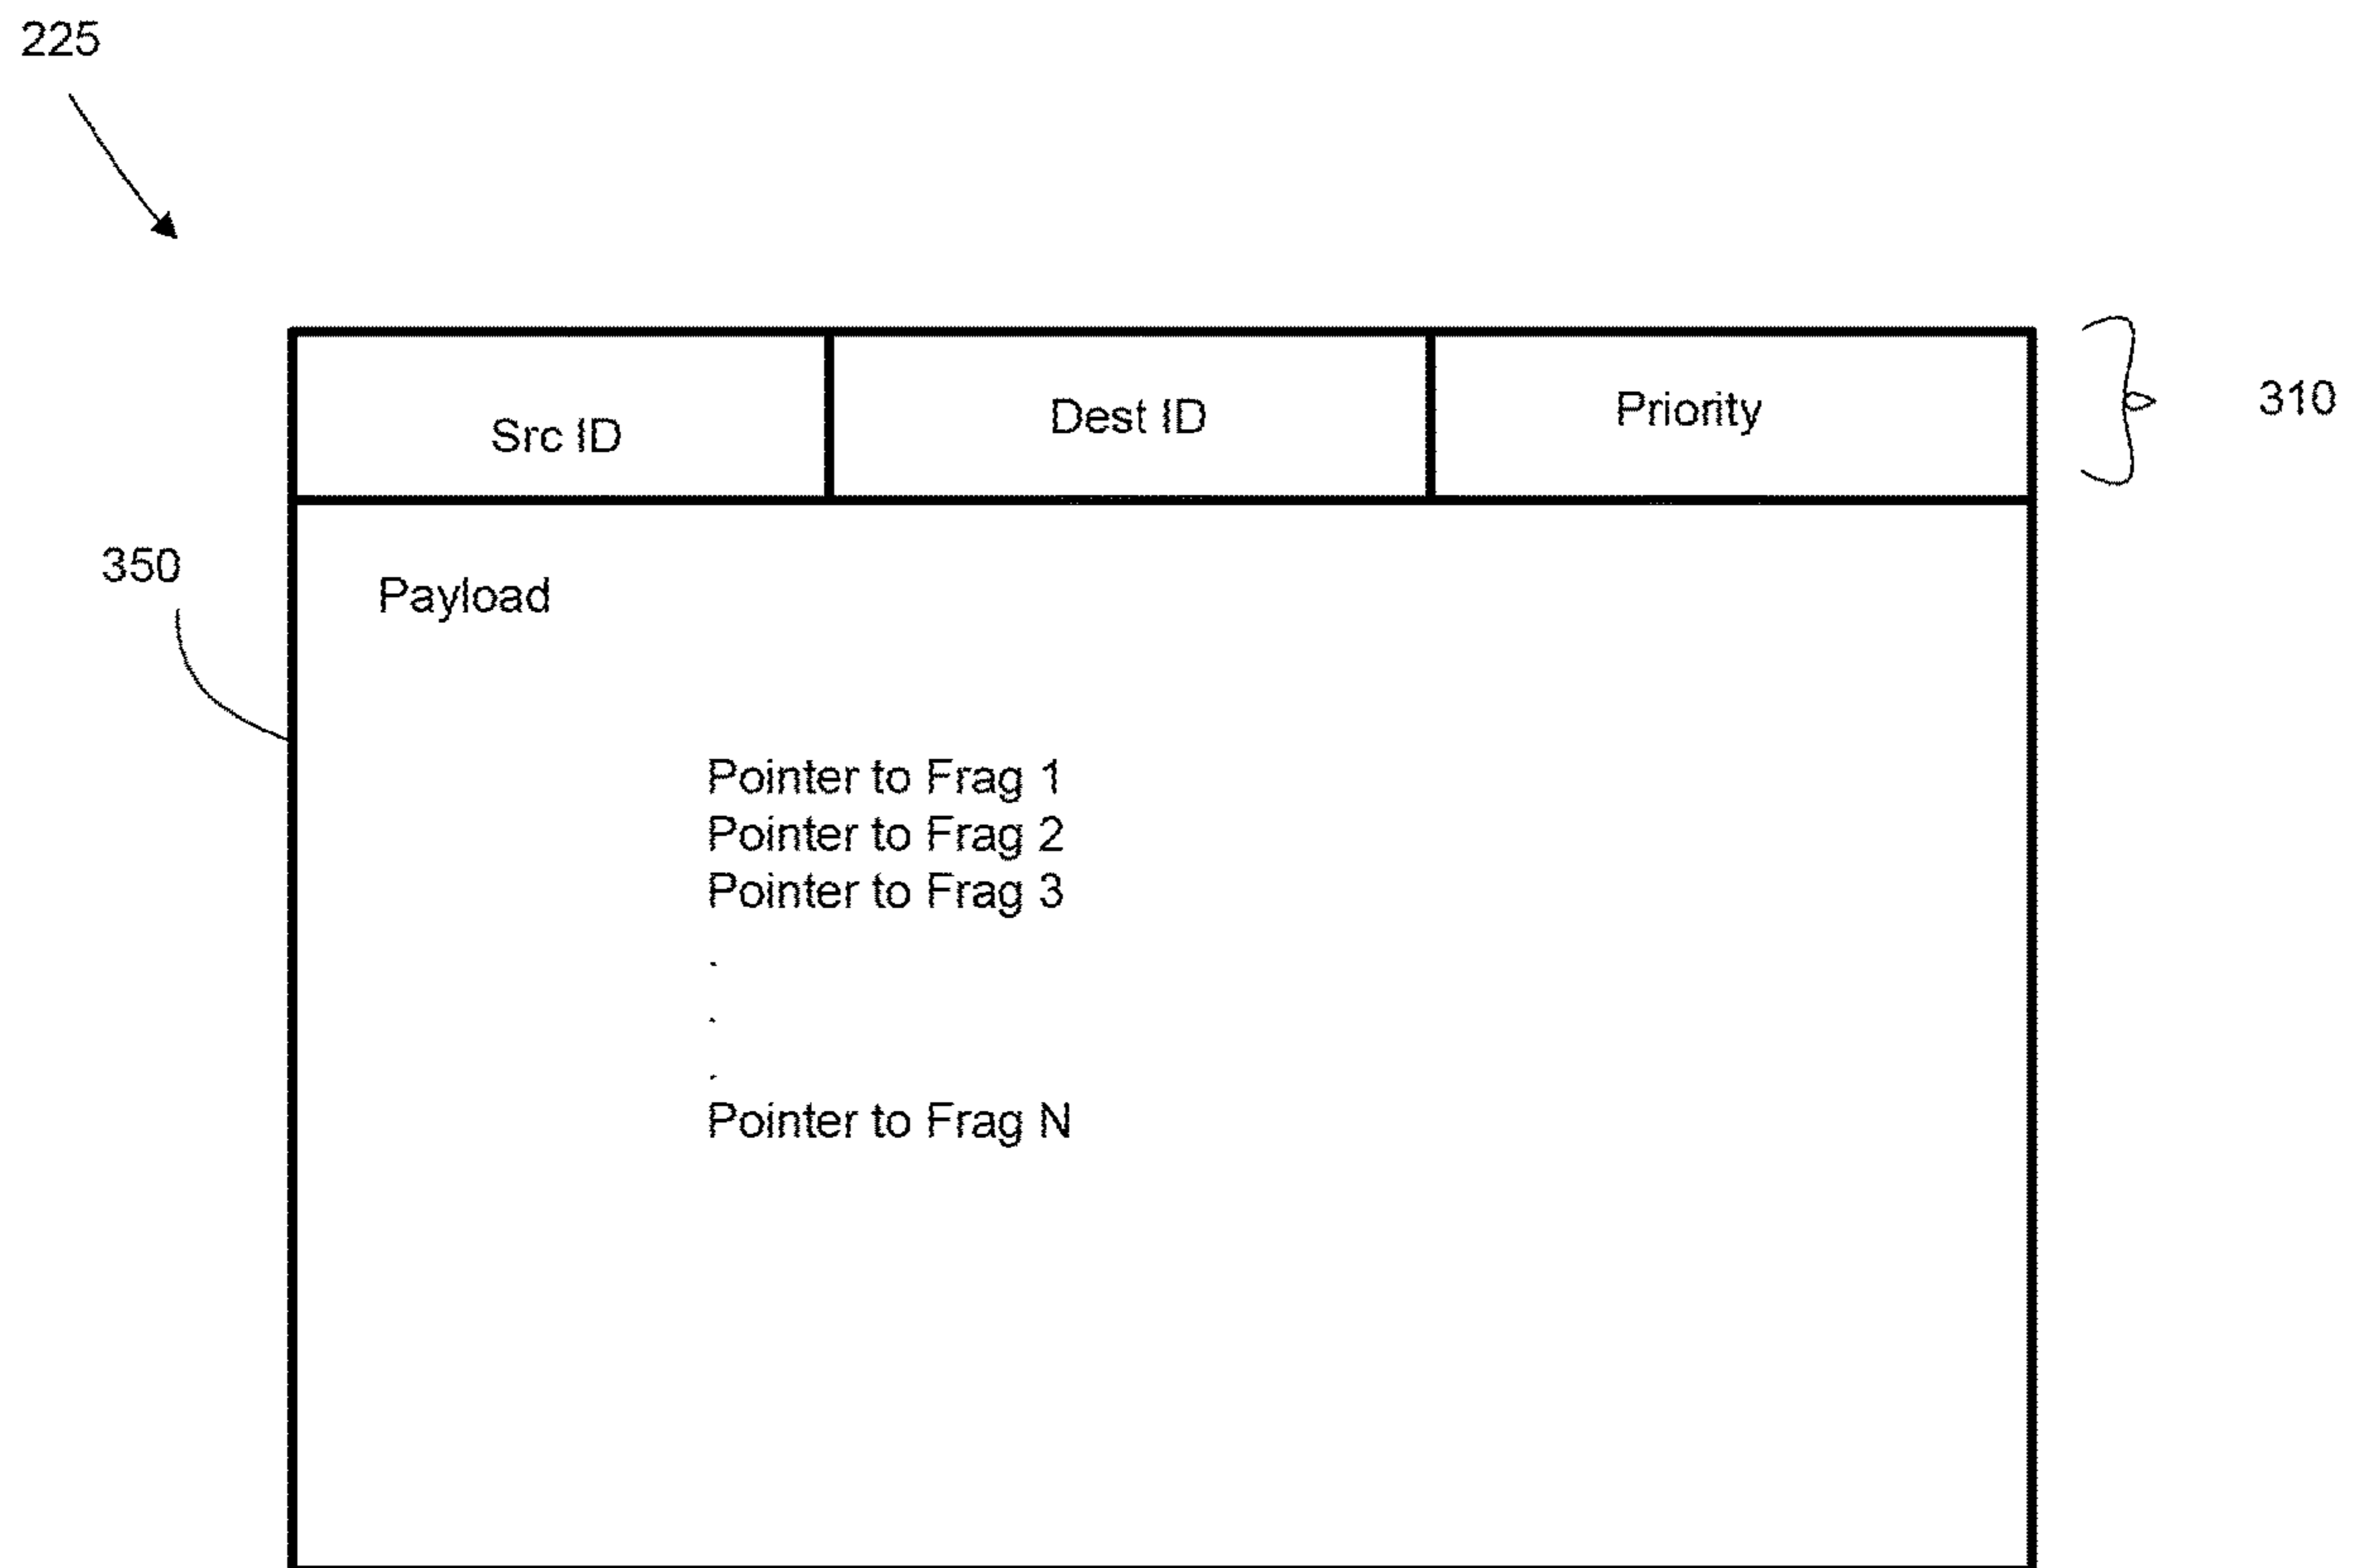 225
Src ID
Dest ID
Priority
310
350
Payload
Pointer to Frag 1
Pointer to Frag 2
Pointer to Frag 3
.
.
.
Pointer to Frag N